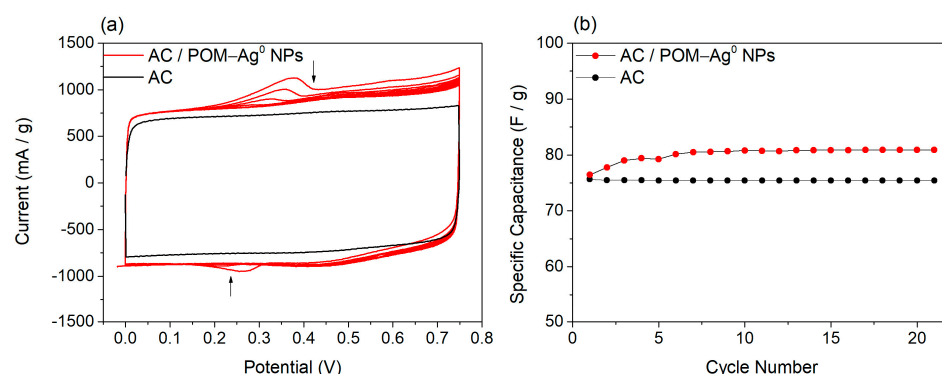 (a)
AC / POM–Ag⁰ NPs
AC
1500
1000
500
0
-500
-1000
-1500
Current (mA / g)
0.0 0.1 0.2 0.3 0.4 0.5 0.6 0.7 0.8
Potential (V)
(b)
AC / POM–Ag⁰ NPs
AC
100
90
80
70
60
50
Specific Capacitance (F / g)
0 5 10 15 20
Cycle Number